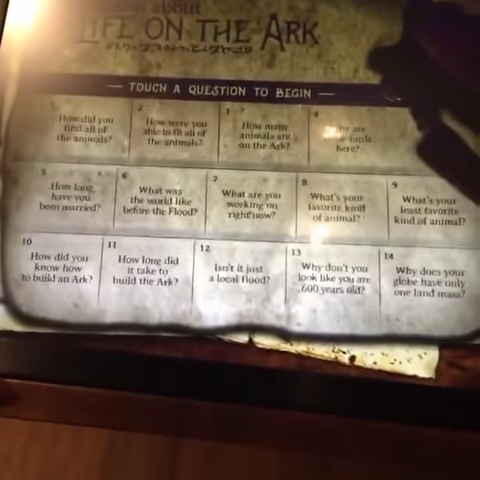 about
LIFE ON THE ARK
— TOUCH A QUESTION TO BEGIN —
1
How did you
find all of
the animals?
2
How were you
able to fit all of
the animals?
3
How many
animals are
on the Ark?
4
are
birds
here?
5
How long
have you
been married?
6
What was
the world like
before the Flood?
7
What are you
working on
right now?
8
What's your
favorite kind
of animal?
9
What's your
least favorite
kind of animal?
10
How did you
know how
to build an Ark?
11
How long did
it take to
build the Ark?
12
Isn't it just
a local flood?
13
Why don't you
look like you are
600 years old?
14
Why does your
globe have only
one land mass?